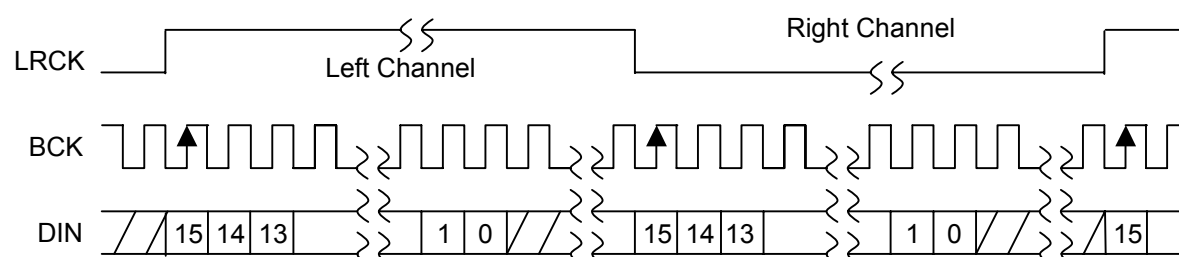 Right Channel
LRCK
Left Channel
BCK
DIN 15 14 13 1 0 15 14 13 1 0 15